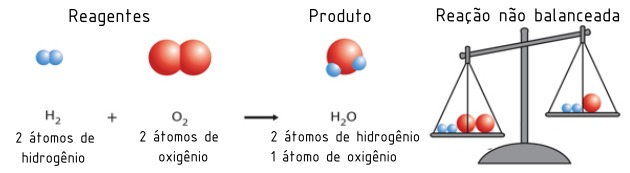 Reagentes
Produto
Reação não balanceada
H₂ + O₂ → H₂O
2 átomos de
hidrogênio
2 átomos de
oxigênio
2 átomos de hidrogênio
1 átomo de oxigênio